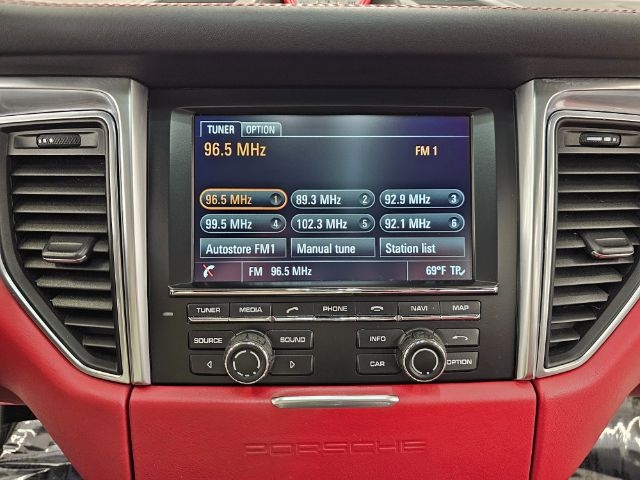 TUNER OPTION
96.5 MHz FM 1
96.5 MHz 1 89.3 MHz 2 92.9 MHz 3
99.5 MHz 4 102.3 MHz 5 92.1 MHz 6
Autostore FM1 Manual tune Station list
FM 96.5 MHz 69°F TP
TUNER MEDIA PHONE NAVI MAP
SOURCE SOUND INFO
CAR OPTION
PORSCHE